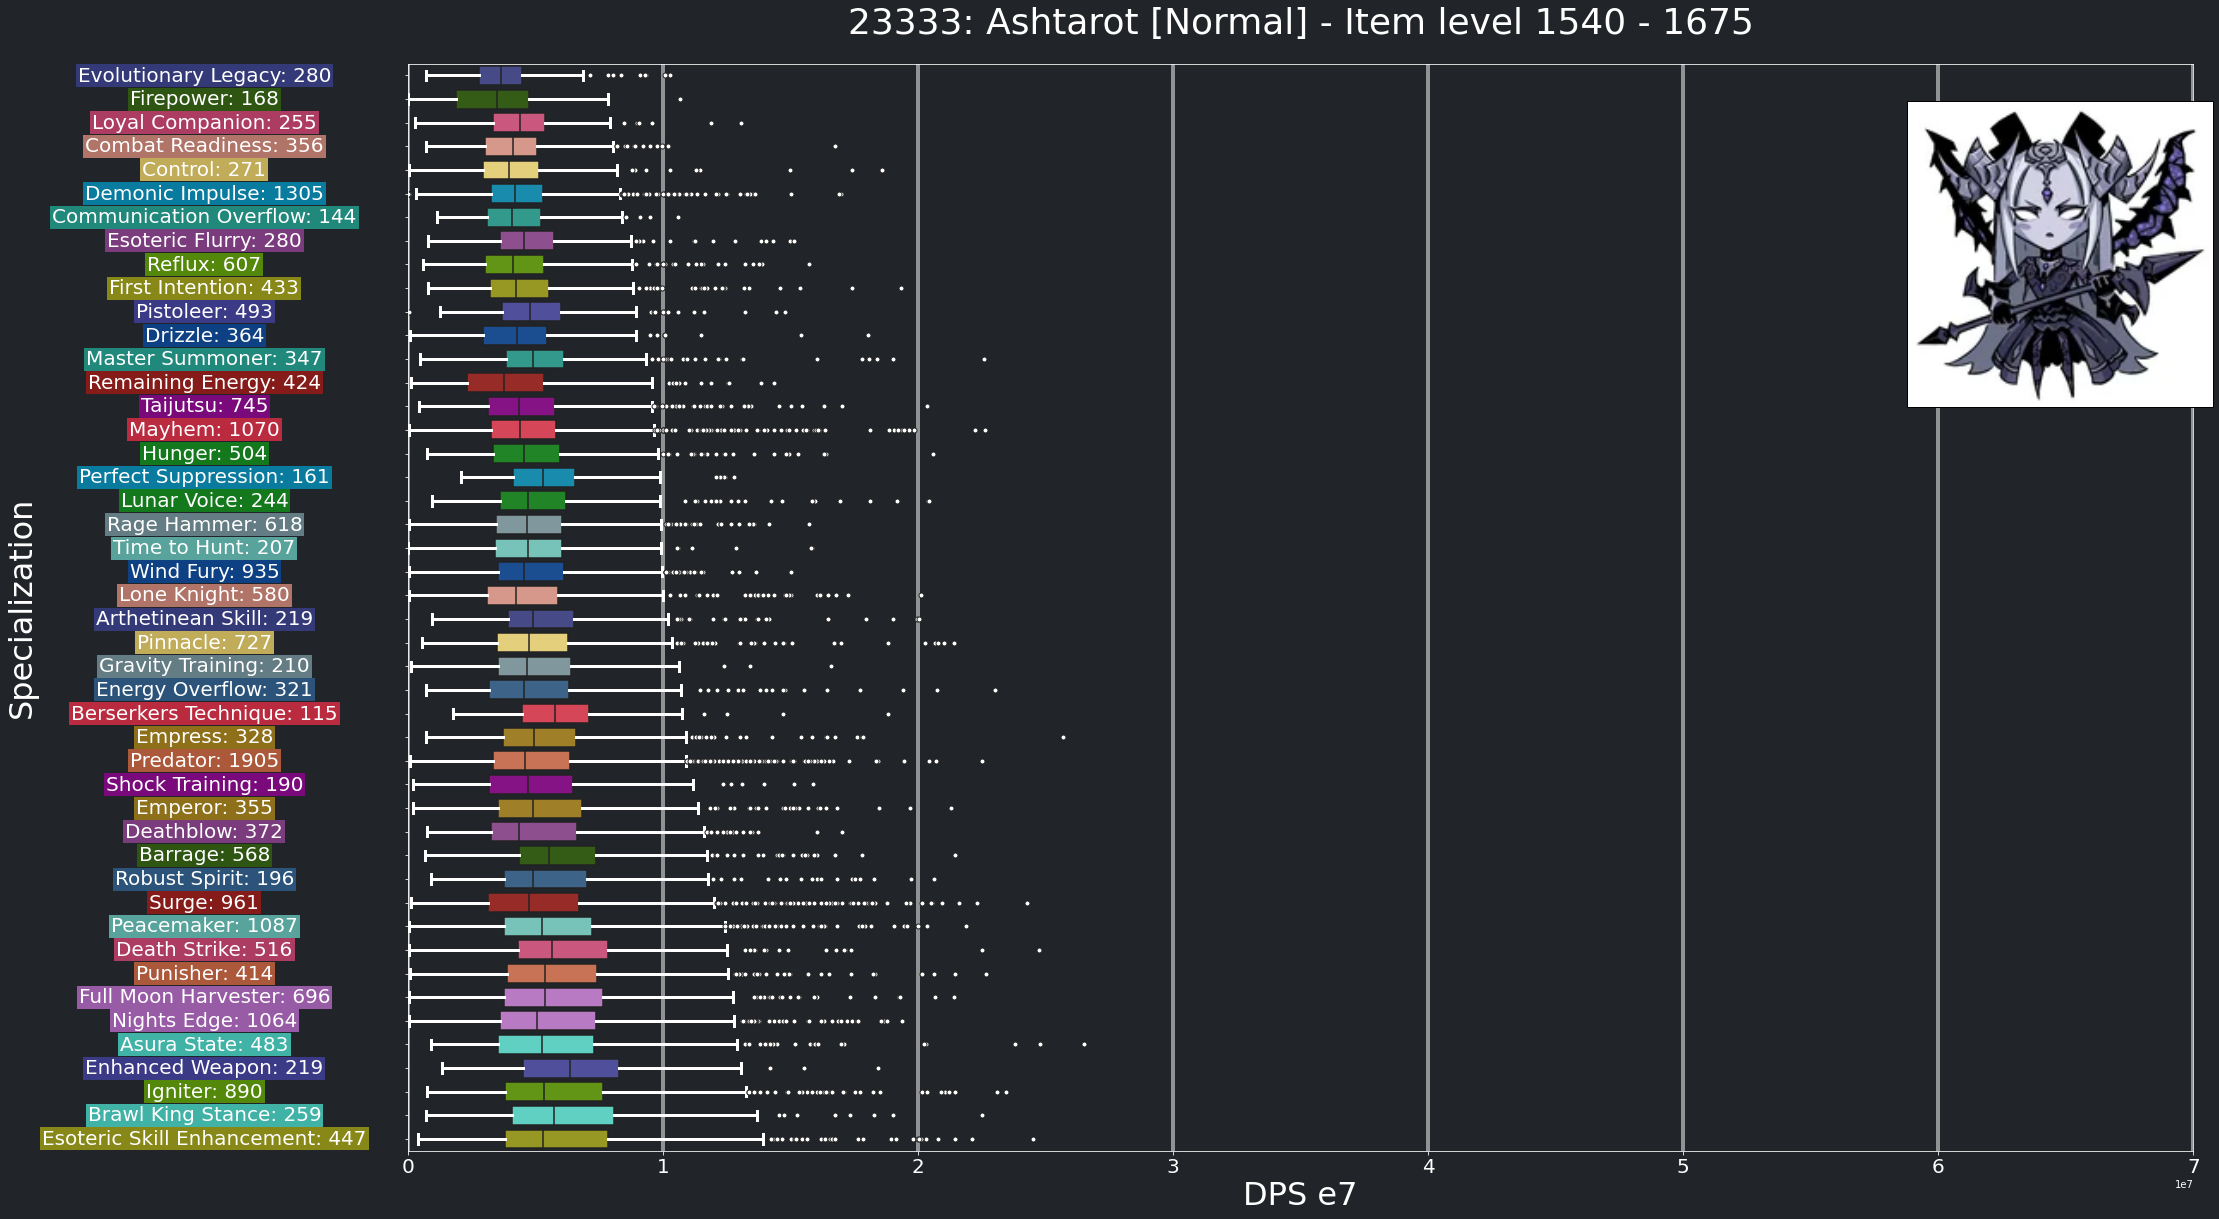 23333: Ashtarot [Normal] - Item level 1540 - 1675
Evolutionary Legacy: 280
Firepower: 168
Loyal Companion: 255
Combat Readiness: 356
Control: 271
Demonic Impulse: 1305
Communication Overflow: 144
Esoteric Flurry: 280
Reflux: 607
First Intention: 433
Pistoleer: 493
Drizzle: 364
Master Summoner: 347
Remaining Energy: 424
Taijutsu: 745
Mayhem: 1070
Hunger: 504
Perfect Suppression: 161
Lunar Voice: 244
Rage Hammer: 618
Time to Hunt: 207
Wind Fury: 935
Lone Knight: 580
Arthetinean Skill: 219
Pinnacle: 727
Gravity Training: 210
Energy Overflow: 321
Berserkers Technique: 115
Empress: 328
Predator: 1905
Shock Training: 190
Emperor: 355
Deathblow: 372
Barrage: 568
Robust Spirit: 196
Surge: 961
Peacemaker: 1087
Death Strike: 516
Punisher: 414
Full Moon Harvester: 696
Nights Edge: 1064
Asura State: 483
Enhanced Weapon: 219
Igniter: 890
Brawl King Stance: 259
Esoteric Skill Enhancement: 447
Specialization
0 1 2 3 4 5 6 7
1e7
DPS e7